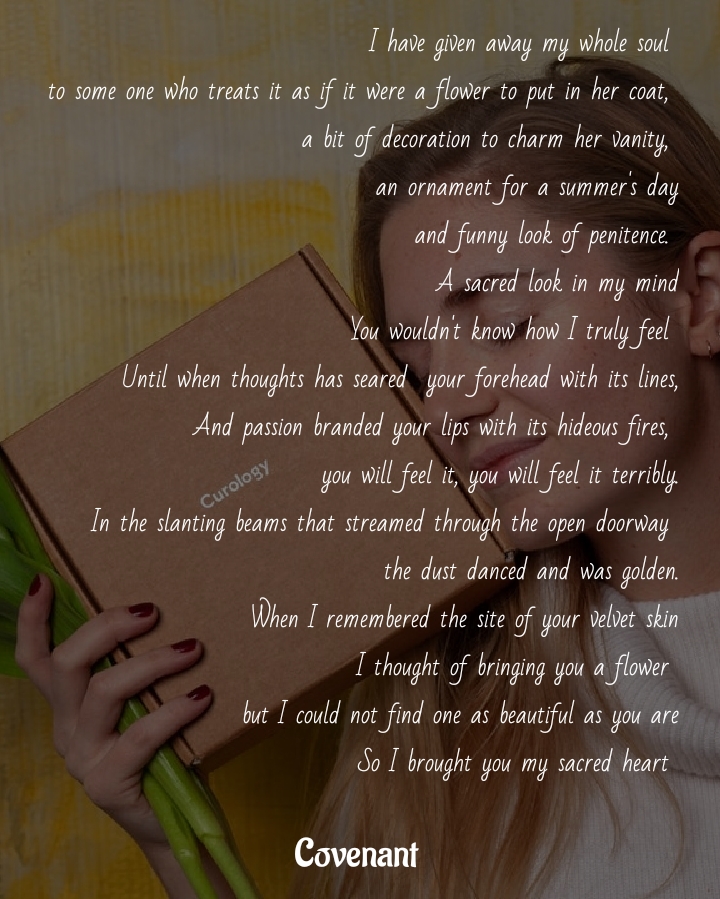 I have given away my whole soul
to some one who treats it as if it were a flower to put in her coat,
a bit of decoration to charm her vanity,
an ornament for a summer's day
and funny look of penitence.
A sacred look in my mind
You wouldn't know how I truly feel
Until when thoughts has seared your forehead with its lines,
And passion branded your lips with its hideous fires,
you will feel it, you will feel it terribly.
In the slanting beams that streamed through the open doorway
the dust danced and was golden.
When I remembered the site of your velvet skin
I thought of bringing you a flower
but I could not find one as beautiful as you are
So I brought you my sacred heart
Curology
Covenant